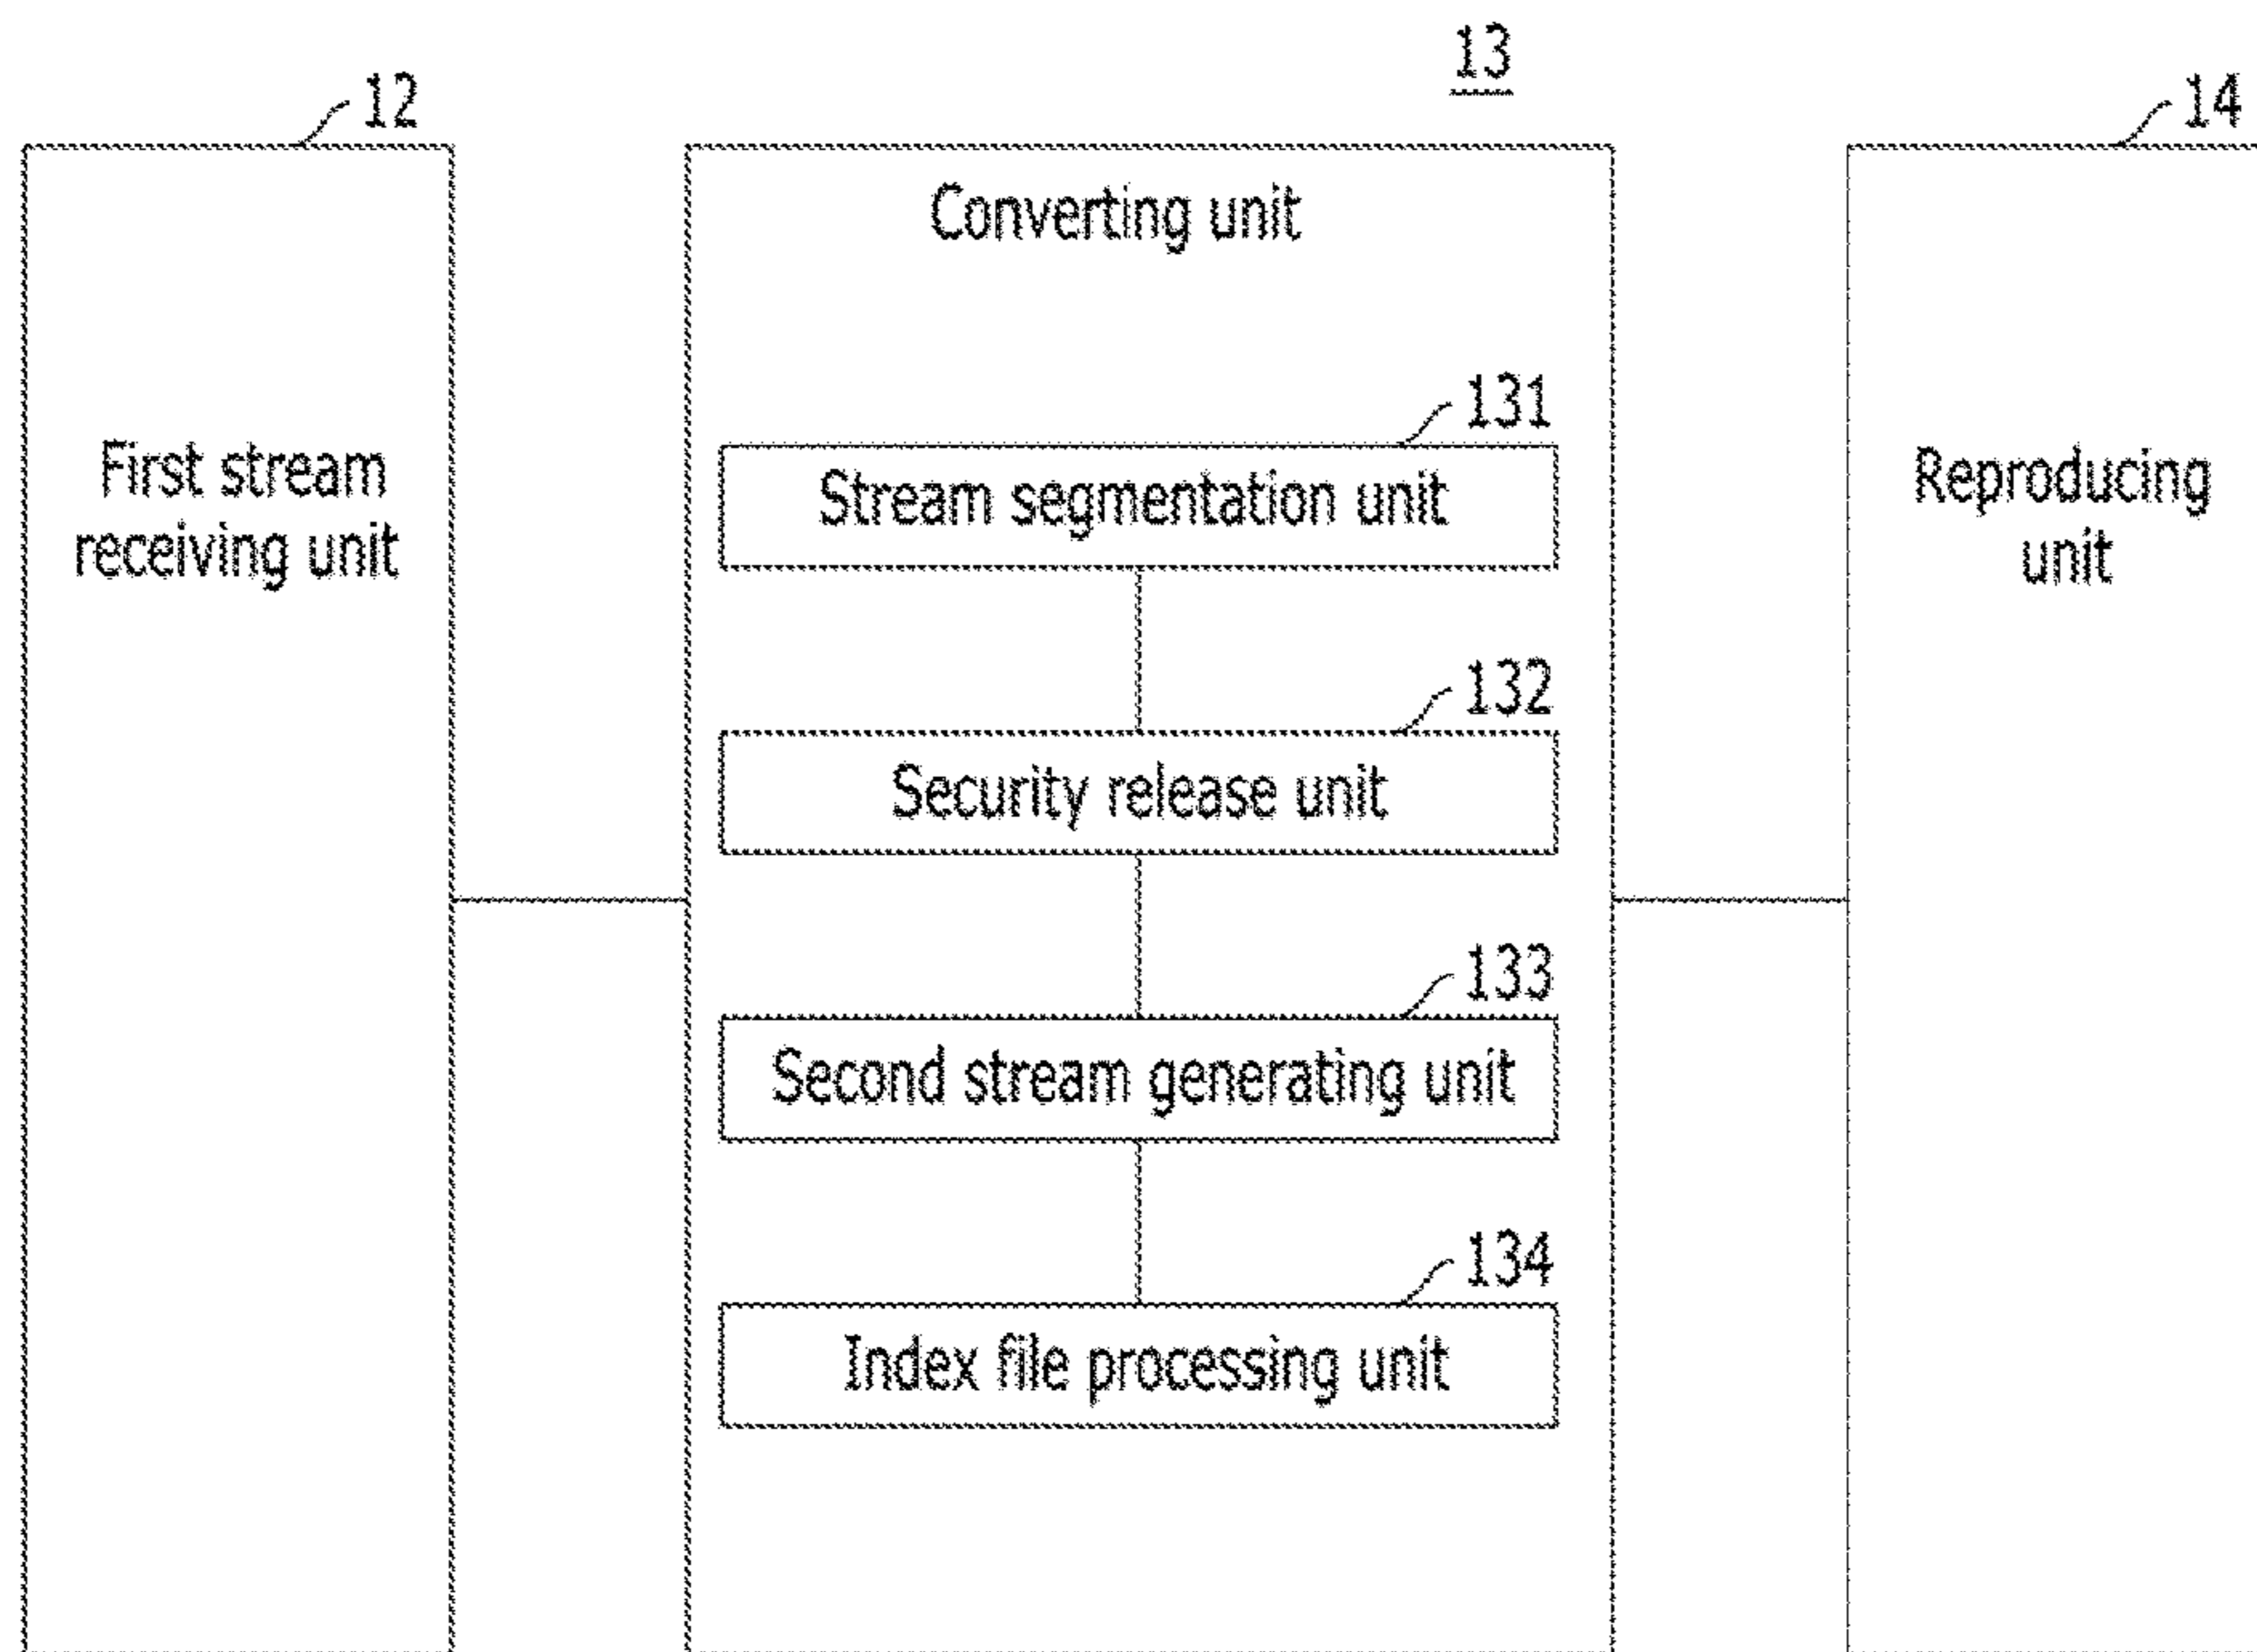 12
First stream
receiving unit
13
Converting unit
131
Stream segmentation unit
132
Security release unit
133
Second stream generating unit
134
Index file processing unit
14
Reproducing
unit